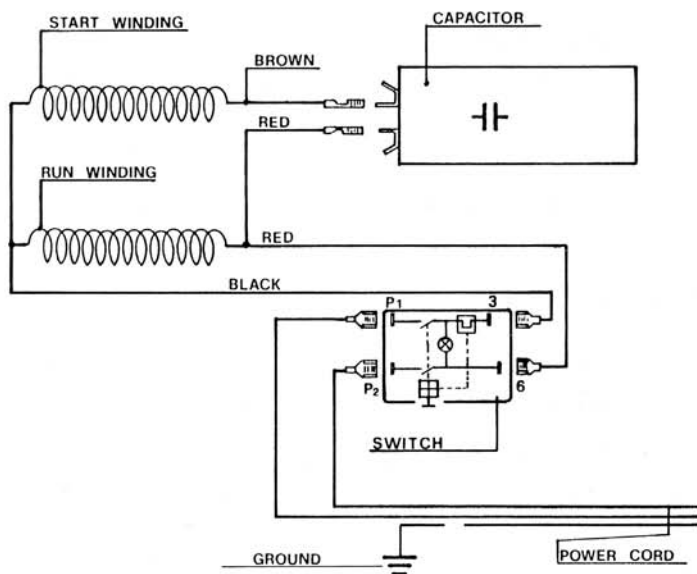 START WINDING
CAPACITOR
BROWN
RED
RUN WINDING
RED
BLACK
P1
3
P2
6
SWITCH
GROUND
POWER CORD